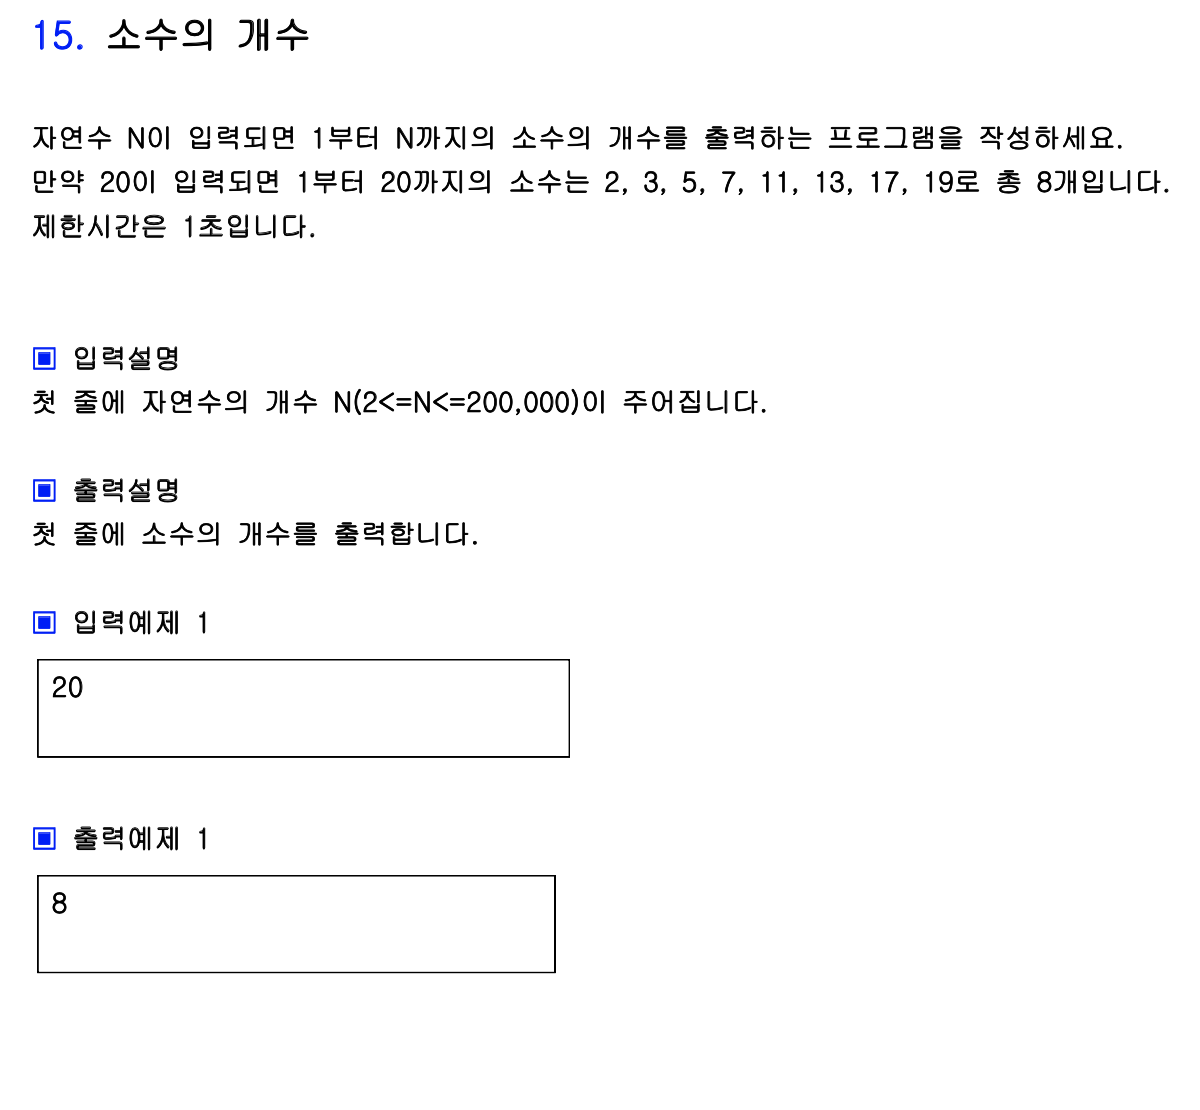 15. 소수의 개수
자연수 N이 입력되면 1부터 N까지의 소수의 개수를 출력하는 프로그램을 작성하세요.
만약 20이 입력되면 1부터 20까지의 소수는 2, 3, 5, 7, 11, 13, 17, 19로 총 8개입니다.
제한시간은 1초입니다.
▣ 입력설명
첫 줄에 자연수의 개수 N(2<=N<=200,000)이 주어집니다.
▣ 출력설명
첫 줄에 소수의 개수를 출력합니다.
▣ 입력예제 1
20
▣ 출력예제 1
8